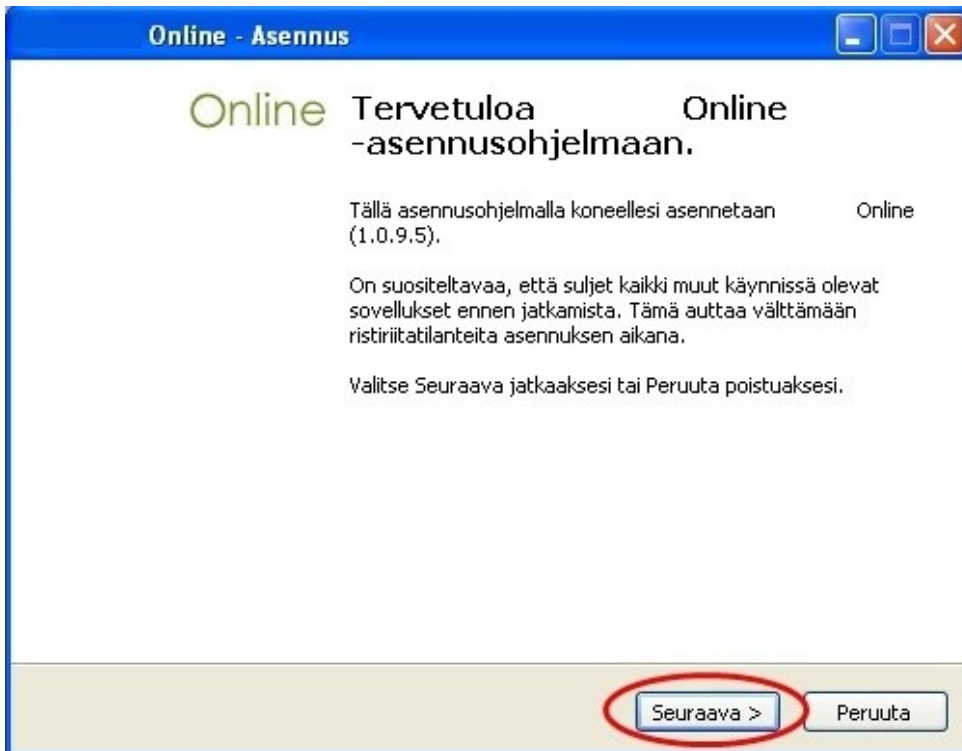 Online - Asennus
Online
Tervetuloa Online
-asennusohjelmaan.
Tällä asennusohjelmalla koneellesi asennetaan Online
(1.0.9.5).
On suositeltavaa, että suljet kaikki muut käynnissä olevat
sovellukset ennen jatkamista. Tämä auttaa välttämään
ristiriitatilanteita asennuksen aikana.
Valitse Seuraava jatkaaksesi tai Peruuta poistuaksesi.
Seuraava > Peruuta